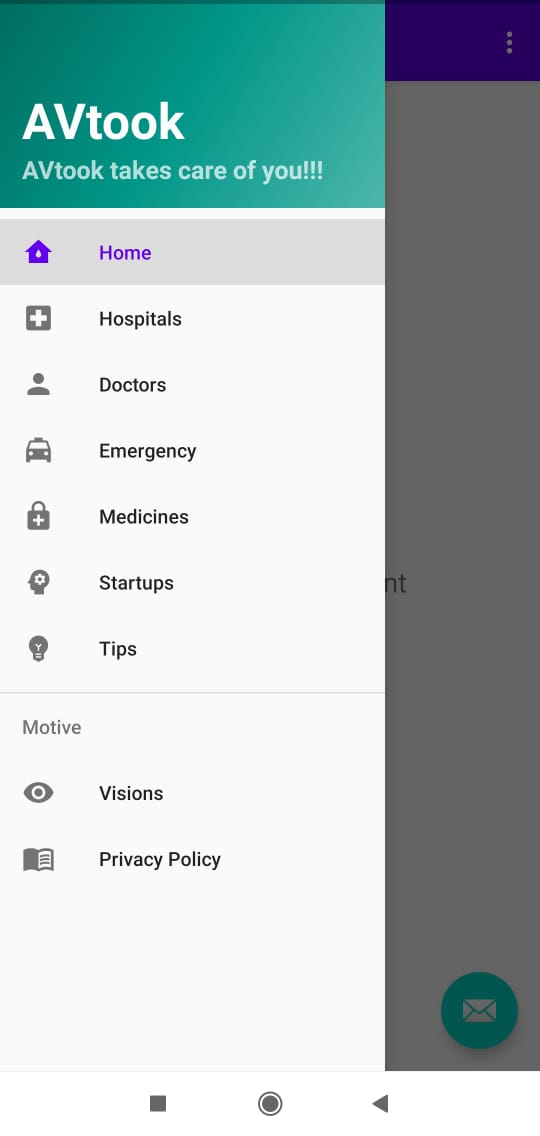 AVtook
AVtook takes care of you!!!
Home
Hospitals
Doctors
Emergency
Medicines
Startups
nt
Tips
Motive
Visions
Privacy Policy